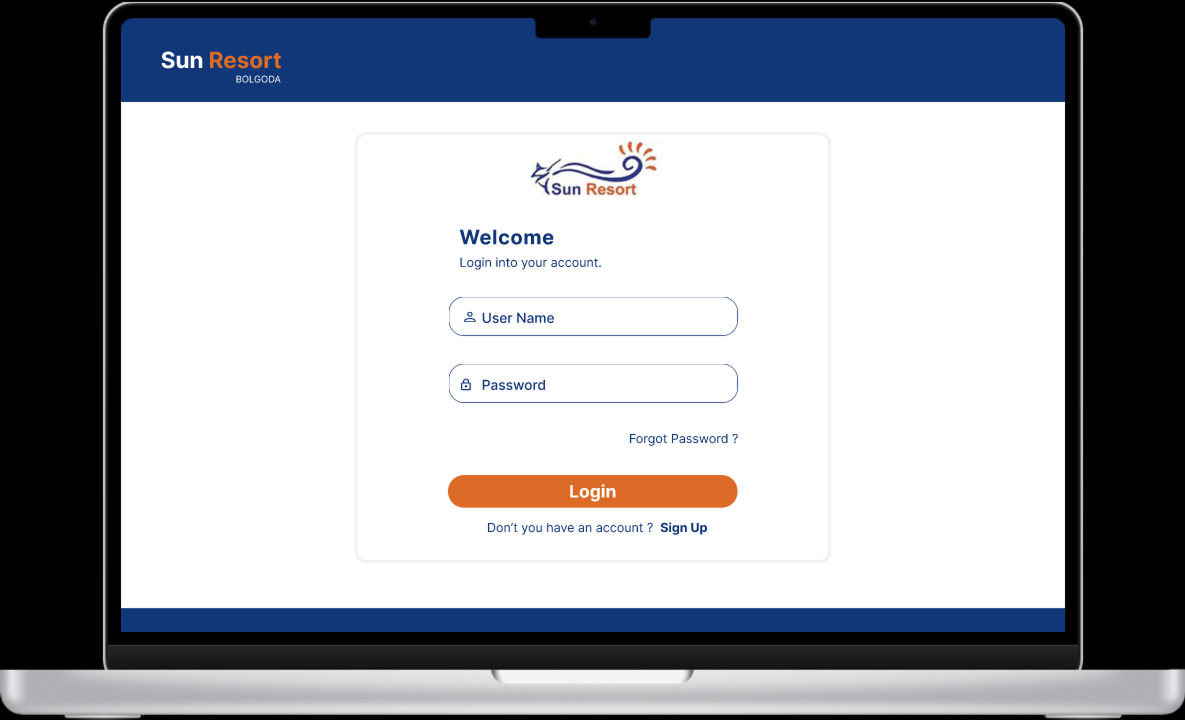 Sun Resort
BOLGODA
Sun Resort
Welcome
Login into your account.
User Name
Password
Forgot Password ?
Login
Don't you have an account ? Sign Up